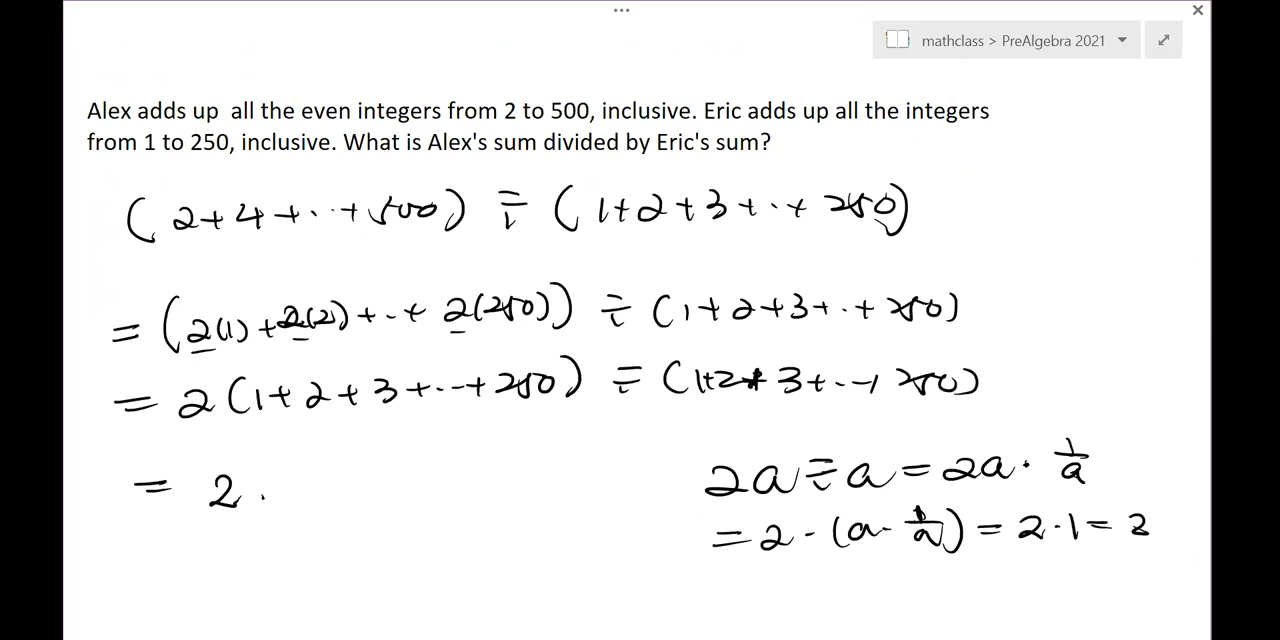 mathclass > PreAlgebra 2021
Alex adds up all the even integers from 2 to 500, inclusive. Eric adds up all the integers
from 1 to 250, inclusive. What is Alex's sum divided by Eric's sum?
(2+4+..+500) ÷ (1+2+3+..+250)
= (2(1)+2(2)+..+2(250)) ÷ (1+2+3+..+250)
= 2(1+2+3+..+250) ÷ (1+2+3+..+250)
= 2.
2a÷a = 2a·1/a
= 2·(a·1/a) = 2·1 = 2